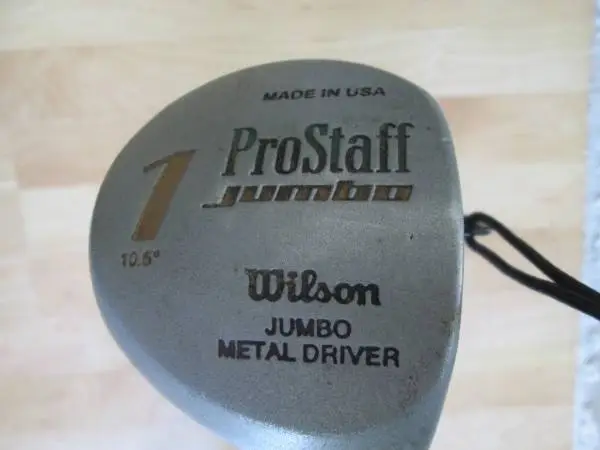 MADE IN USA
ProStaff
jumbo
1
10.5°
Wilson
JUMBO
METAL DRIVER